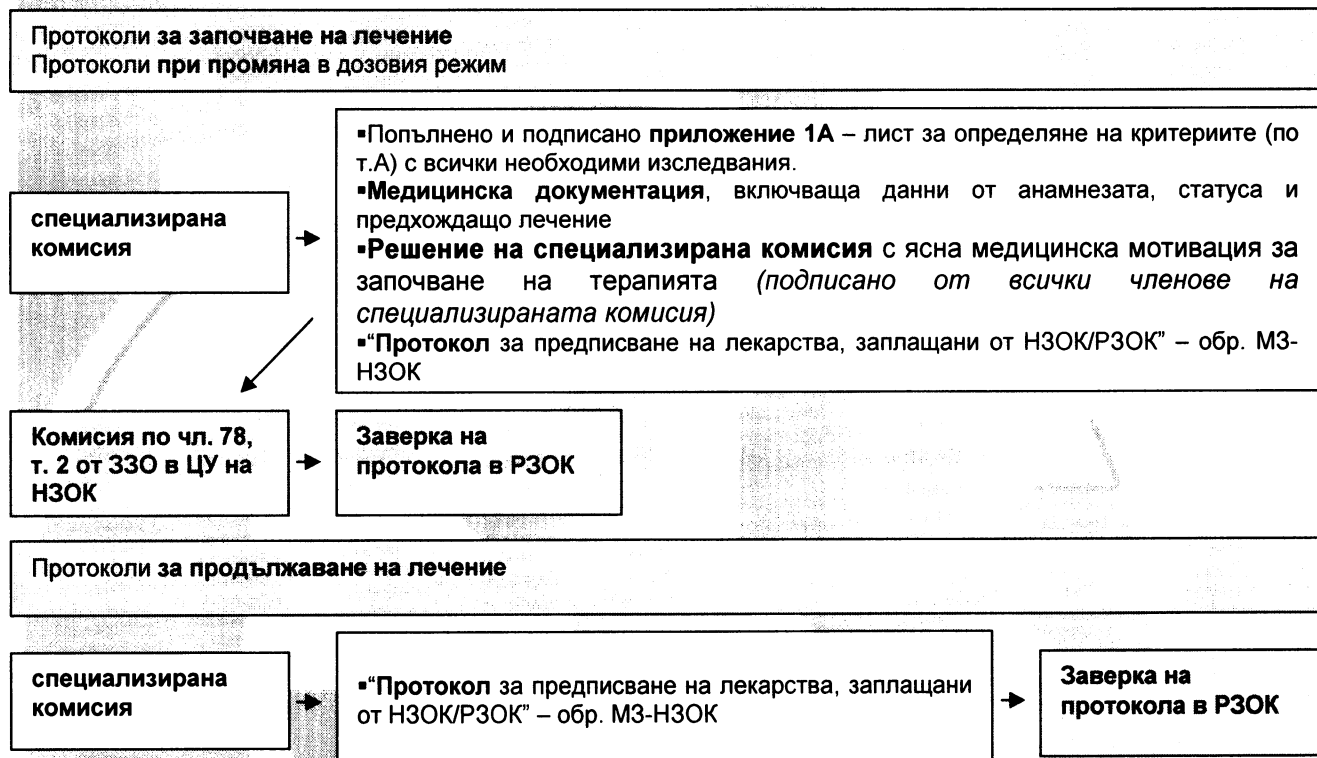 Протоколи за започване на лечение
Протоколи при промяна в дозовия режим
▪Попълнено и подписано приложение 1А – лист за определяне на критериите (по
т.А) с всички необходими изследвания.
▪Медицинска документация, включваща данни от анамнезата, статуса и
предхождащо лечение
▪Решение на специализирана комисия с ясна медицинска мотивация за
започване на терапията (подписано от всички членове на
специализираната комисия)
▪“Протокол за предписване на лекарства, заплащани от НЗОК/РЗОК” – обр. МЗ-
НЗОК
специализирана
комисия
Комисия по чл. 78,
т. 2 от ЗЗО в ЦУ на
НЗОК
Заверка на
протокола в РЗОК
Протоколи за продължаване на лечение
специализирана
комисия
▪“Протокол за предписване на лекарства, заплащани
от НЗОК/РЗОК” – обр. МЗ-НЗОК
Заверка на
протокола в РЗОК